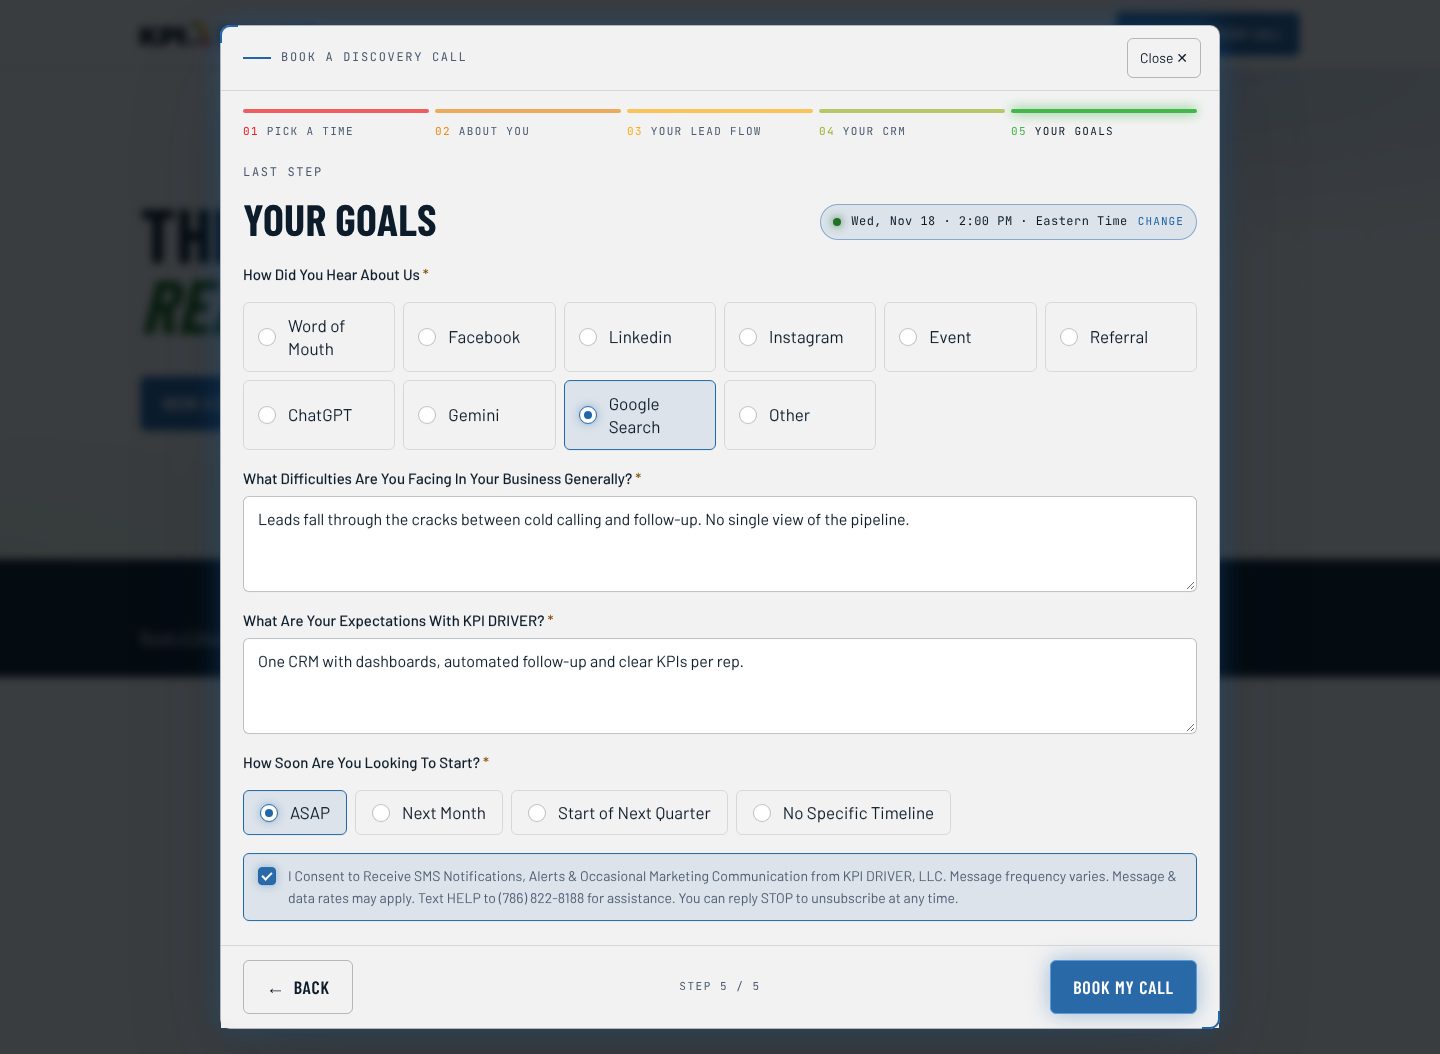 BOOK A DISCOVERY CALL
Close ✕
01 PICK A TIME
02 ABOUT YOU
03 YOUR LEAD FLOW
04 YOUR CRM
05 YOUR GOALS
LAST STEP
YOUR GOALS
Wed, Nov 18 · 2:00 PM · Eastern Time CHANGE
How Did You Hear About Us *
Word of
Mouth
Facebook
Linkedin
Instagram
Event
Referral
ChatGPT
Gemini
Google
Search
Other
What Difficulties Are You Facing In Your Business Generally? *
Leads fall through the cracks between cold calling and follow-up. No single view of the pipeline.
What Are Your Expectations With KPI DRIVER? *
One CRM with dashboards, automated follow-up and clear KPIs per rep.
How Soon Are You Looking To Start? *
ASAP
Next Month
Start of Next Quarter
No Specific Timeline
I Consent to Receive SMS Notifications, Alerts & Occasional Marketing Communication from KPI DRIVER, LLC. Message frequency varies. Message &
data rates may apply. Text HELP to (786) 822-8188 for assistance. You can reply STOP to unsubscribe at any time.
← BACK
STEP 5 / 5
BOOK MY CALL
KPI